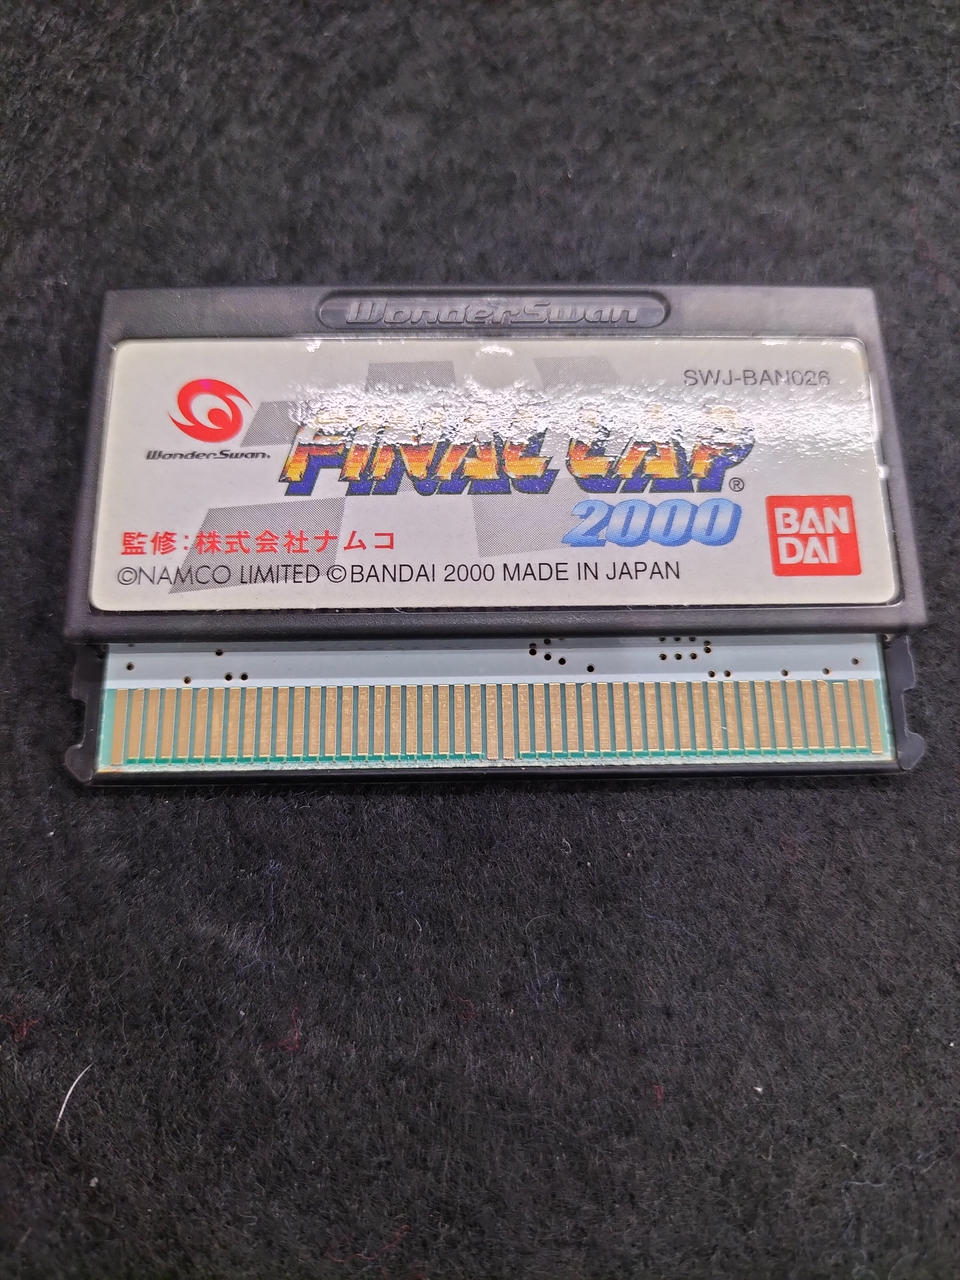 WonderSwan
SWJ-BAN026
WonderSwan.
FINAL LAP®
2000
BAN
DAI
監修:株式会社ナムコ
©NAMCO LIMITED ©BANDAI 2000 MADE IN JAPAN